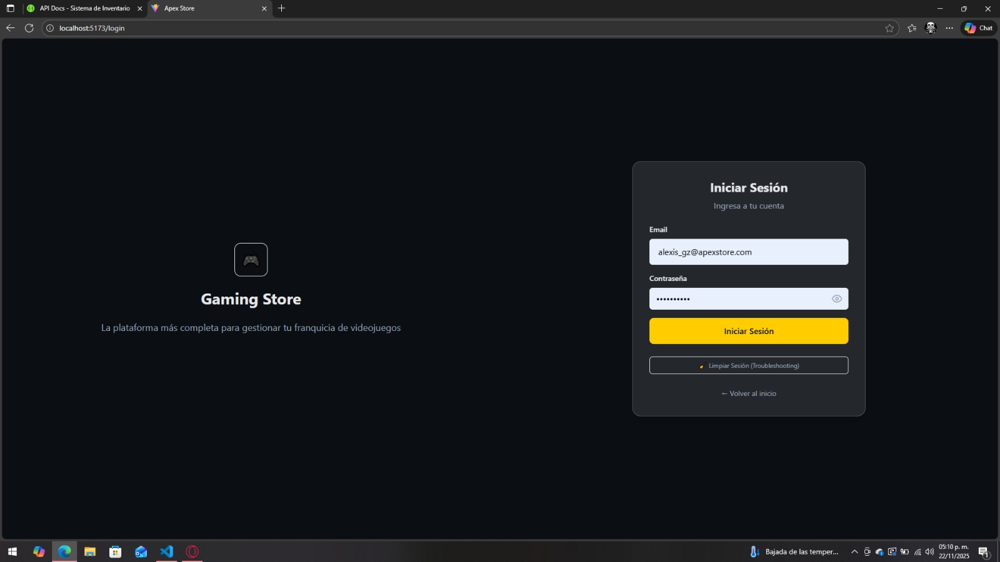 API Docs - Sistema de Inventario
Apex Store
localhost:5173/login
Chat
Gaming Store
La plataforma más completa para gestionar tu franquicia de videojuegos
Iniciar Sesión
Ingresa a tu cuenta
Email
alexis_gz@apexstore.com
Contraseña
••••••••••
Iniciar Sesión
Limpiar Sesión (Troubleshooting)
← Volver al inicio
Bajada de las temper...
05:10 p. m.
22/11/2025
1